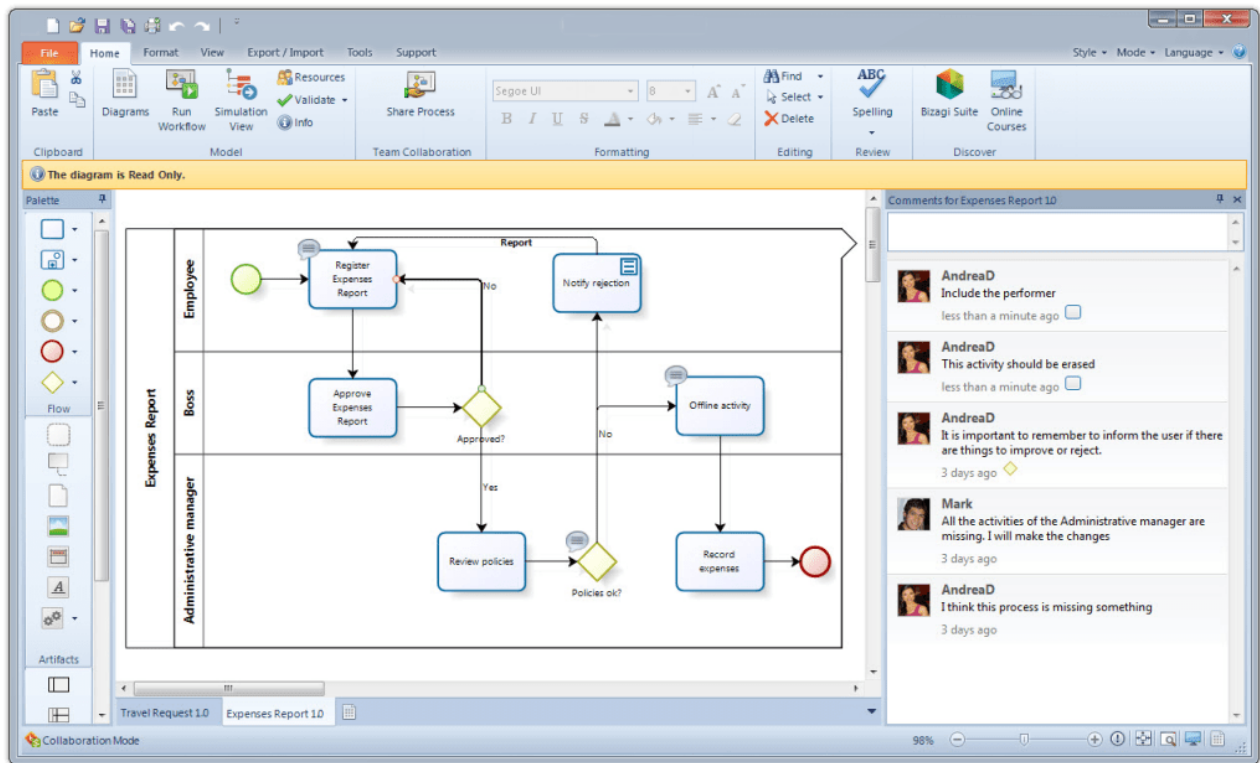 File Home Format View Export / Import Tools Support Style Mode Language
Paste
Diagrams
Run
Workflow
Simulation
View
Resources
Validate
Info
Share Process
Segoe UI 8 A A
B I U S A
Find
Select
Delete
ABC
Spelling
Bizagi Suite
Online
Courses
Clipboard Model Team Collaboration Formatting Editing Review Discover
The diagram is Read Only.
Palette
Flow
A
Artifacts
Expenses Report
Employee
Boss
Administrative manager
Register
Expenses
Report
Report
Notify rejection
No
Approve
Expenses
Report
Approved?
Offline activity
No
Yes
Review policies
Policies ok?
Record
expenses
Comments for Expenses Report 1.0
AndreaD
Include the performer
less than a minute ago
AndreaD
This activity should be erased
less than a minute ago
AndreaD
It is important to remember to inform the user if there
are things to improve or reject.
3 days ago
Mark
All the activities of the Administrative manager are
missing. I will make the changes
3 days ago
AndreaD
I think this process is missing something
3 days ago
Travel Request 1.0 Expenses Report 1.0
Collaboration Mode 98%